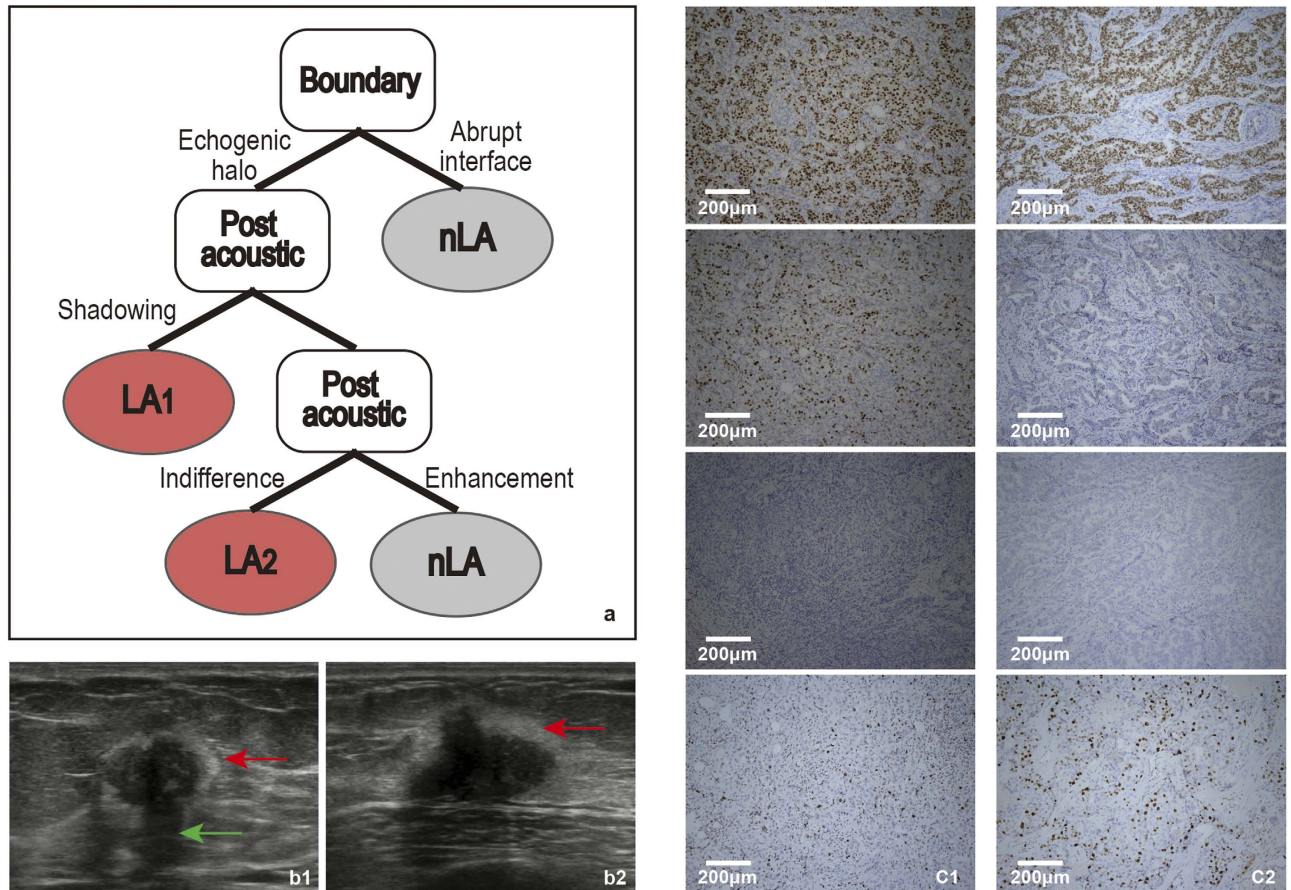 Boundary
Echogenic
halo
Abrupt
interface
Post
acoustic
nLA
Shadowing
LA1
Post
acoustic
Indifference
Enhancement
LA2
nLA
a
b1
b2
200µm
200µm
200µm
200µm
200µm
200µm
200µm
C1
200µm
C2